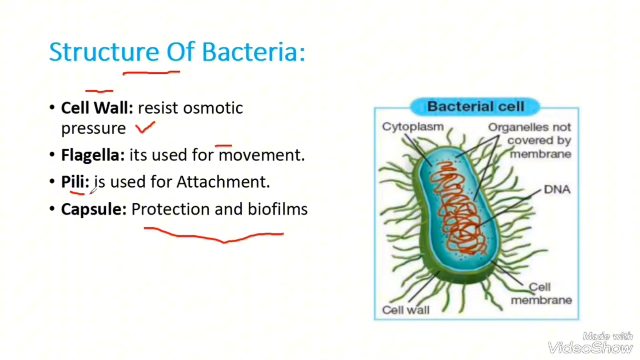 Structure Of Bacteria:
• Cell Wall: resist osmotic
pressure
• Flagella: its used for movement.
• Pili: is used for Attachment.
• Capsule: Protection and biofilms
Bacterial cell
Cytoplasm
Organelles not
covered by
membrane
DNA
Cell
membrane
Cell wall
Made with
VideoShow